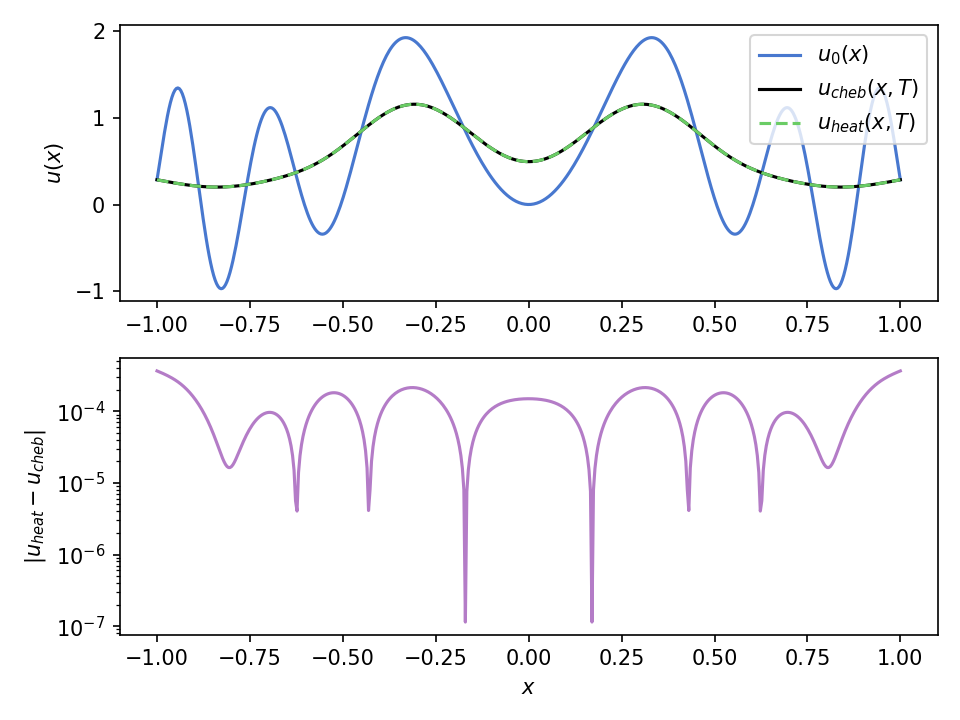 2
1
0
−1
u(x)
u₀(x)
u_cheb(x, T)
u_heat(x, T)
−1.00 −0.75 −0.50 −0.25 0.00 0.25 0.50 0.75 1.00
10⁻⁴
10⁻⁵
10⁻⁶
10⁻⁷
|u_heat − u_cheb|
−1.00 −0.75 −0.50 −0.25 0.00 0.25 0.50 0.75 1.00
x